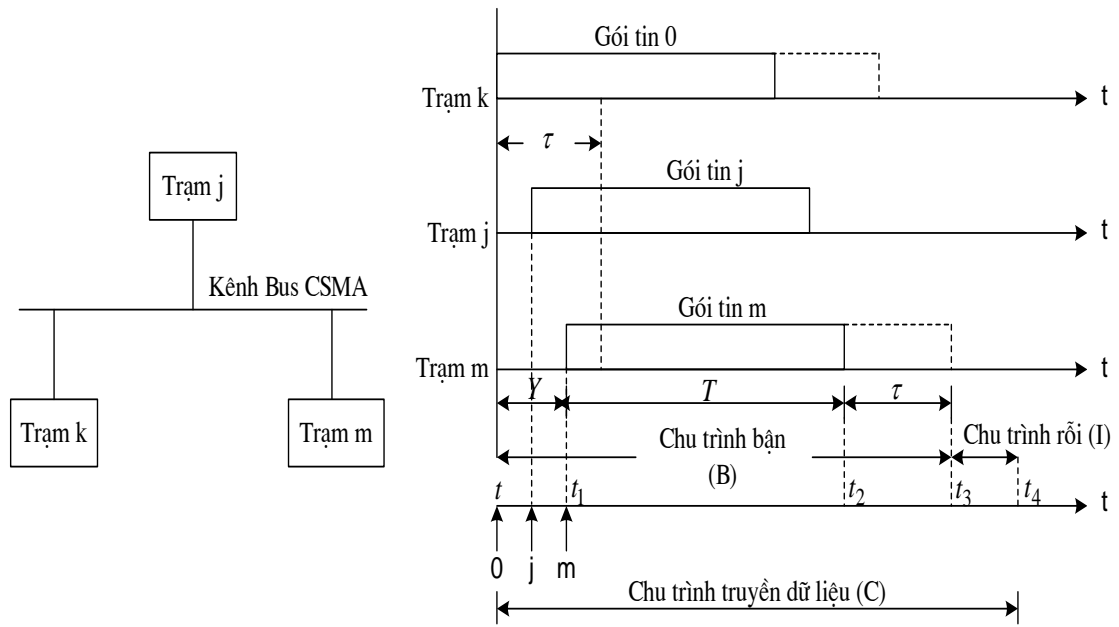 Trạm j
Kênh Bus CSMA
Trạm k
Trạm m
Gói tin 0
Trạm k
t
τ
Gói tin j
Trạm j
t
Gói tin m
Trạm m
t
Y
T
τ
Chu trình bận
(B)
Chu trình rỗi (I)
t
t₁
t₂
t₃
t₄
t
0
j
m
Chu trình truyền dữ liệu (C)